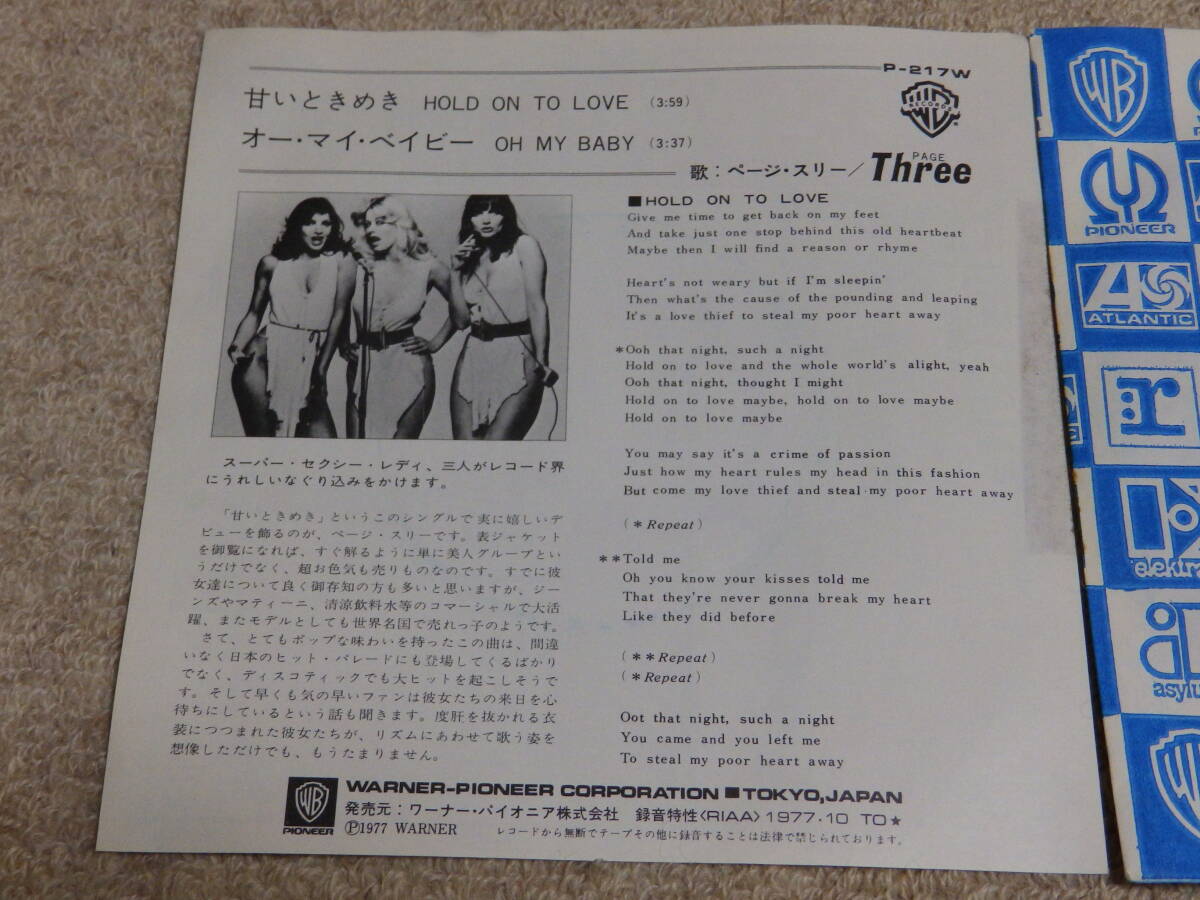 P-217W
甘いときめき HOLD ON TO LOVE (3:59)
オー・マイ・ベイビー OH MY BABY (3:37)
WB RECORDS
歌:ページ・スリー/PAGE Three
スーパー・セクシー・レディ、三人がレコード界
にうれしいなぐり込みをかけます。
「甘いときめき」というこのシングルで実に嬉しいデ
ビューを飾るのが、ページ・スリーです。表ジャケット
を御覧になれば、すぐ解るように単に美人グループとい
うだけでなく、超お色気も売りものなのです。すでに彼
女達について良く御存知の方も多いと思いますが、ジー
ンズやマティーニ、清涼飲料水等のコマーシャルで大活
躍、またモデルとしても世界各国で売れっ子のようです。
さて、とてもポップな味わいを持ったこの曲は、間違
いなく日本のヒット・パレードにも登場してくるばかり
でなく、ディスコティックでも大ヒットを起こしそうで
す。そして早くも気の早いファンは彼女たちの来日を心
待ちにしているという話も聞きます。度肝を抜かれる衣
装につつまれた彼女たちが、リズムにあわせて歌う姿を
想像しただけでも、もうたまりません。
■HOLD ON TO LOVE
Give me time to get back on my feet
And take just one stop behind this old heartbeat
Maybe then I will find a reason or rhyme
Heart's not weary but if I'm sleepin'
Then what's the cause of the pounding and leaping
It's a love thief to steal my poor heart away
*Ooh that night, such a night
Hold on to love and the whole world's alight, yeah
Ooh that night, thought I might
Hold on to love maybe, hold on to love maybe
Hold on to love maybe
You may say it's a crime of passion
Just how my heart rules my head in this fashion
But come my love thief and steal my poor heart away
(*Repeat)
**Told me
Oh you know your kisses told me
That they're never gonna break my heart
Like they did before
(**Repeat)
(*Repeat)
Oot that night, such a night
You came and you left me
To steal my poor heart away
WB PIONEER
WARNER-PIONEER CORPORATION ■TOKYO,JAPAN
発売元:ワーナー・パイオニア株式会社 録音特性〈RIAA〉1977・10 TO★
Ⓟ1977 WARNER レコードから無断でテープその他に録音することは法律で禁じられております。
WB
PIONEER
ATLANTIC
r
elektra
asylu
WB